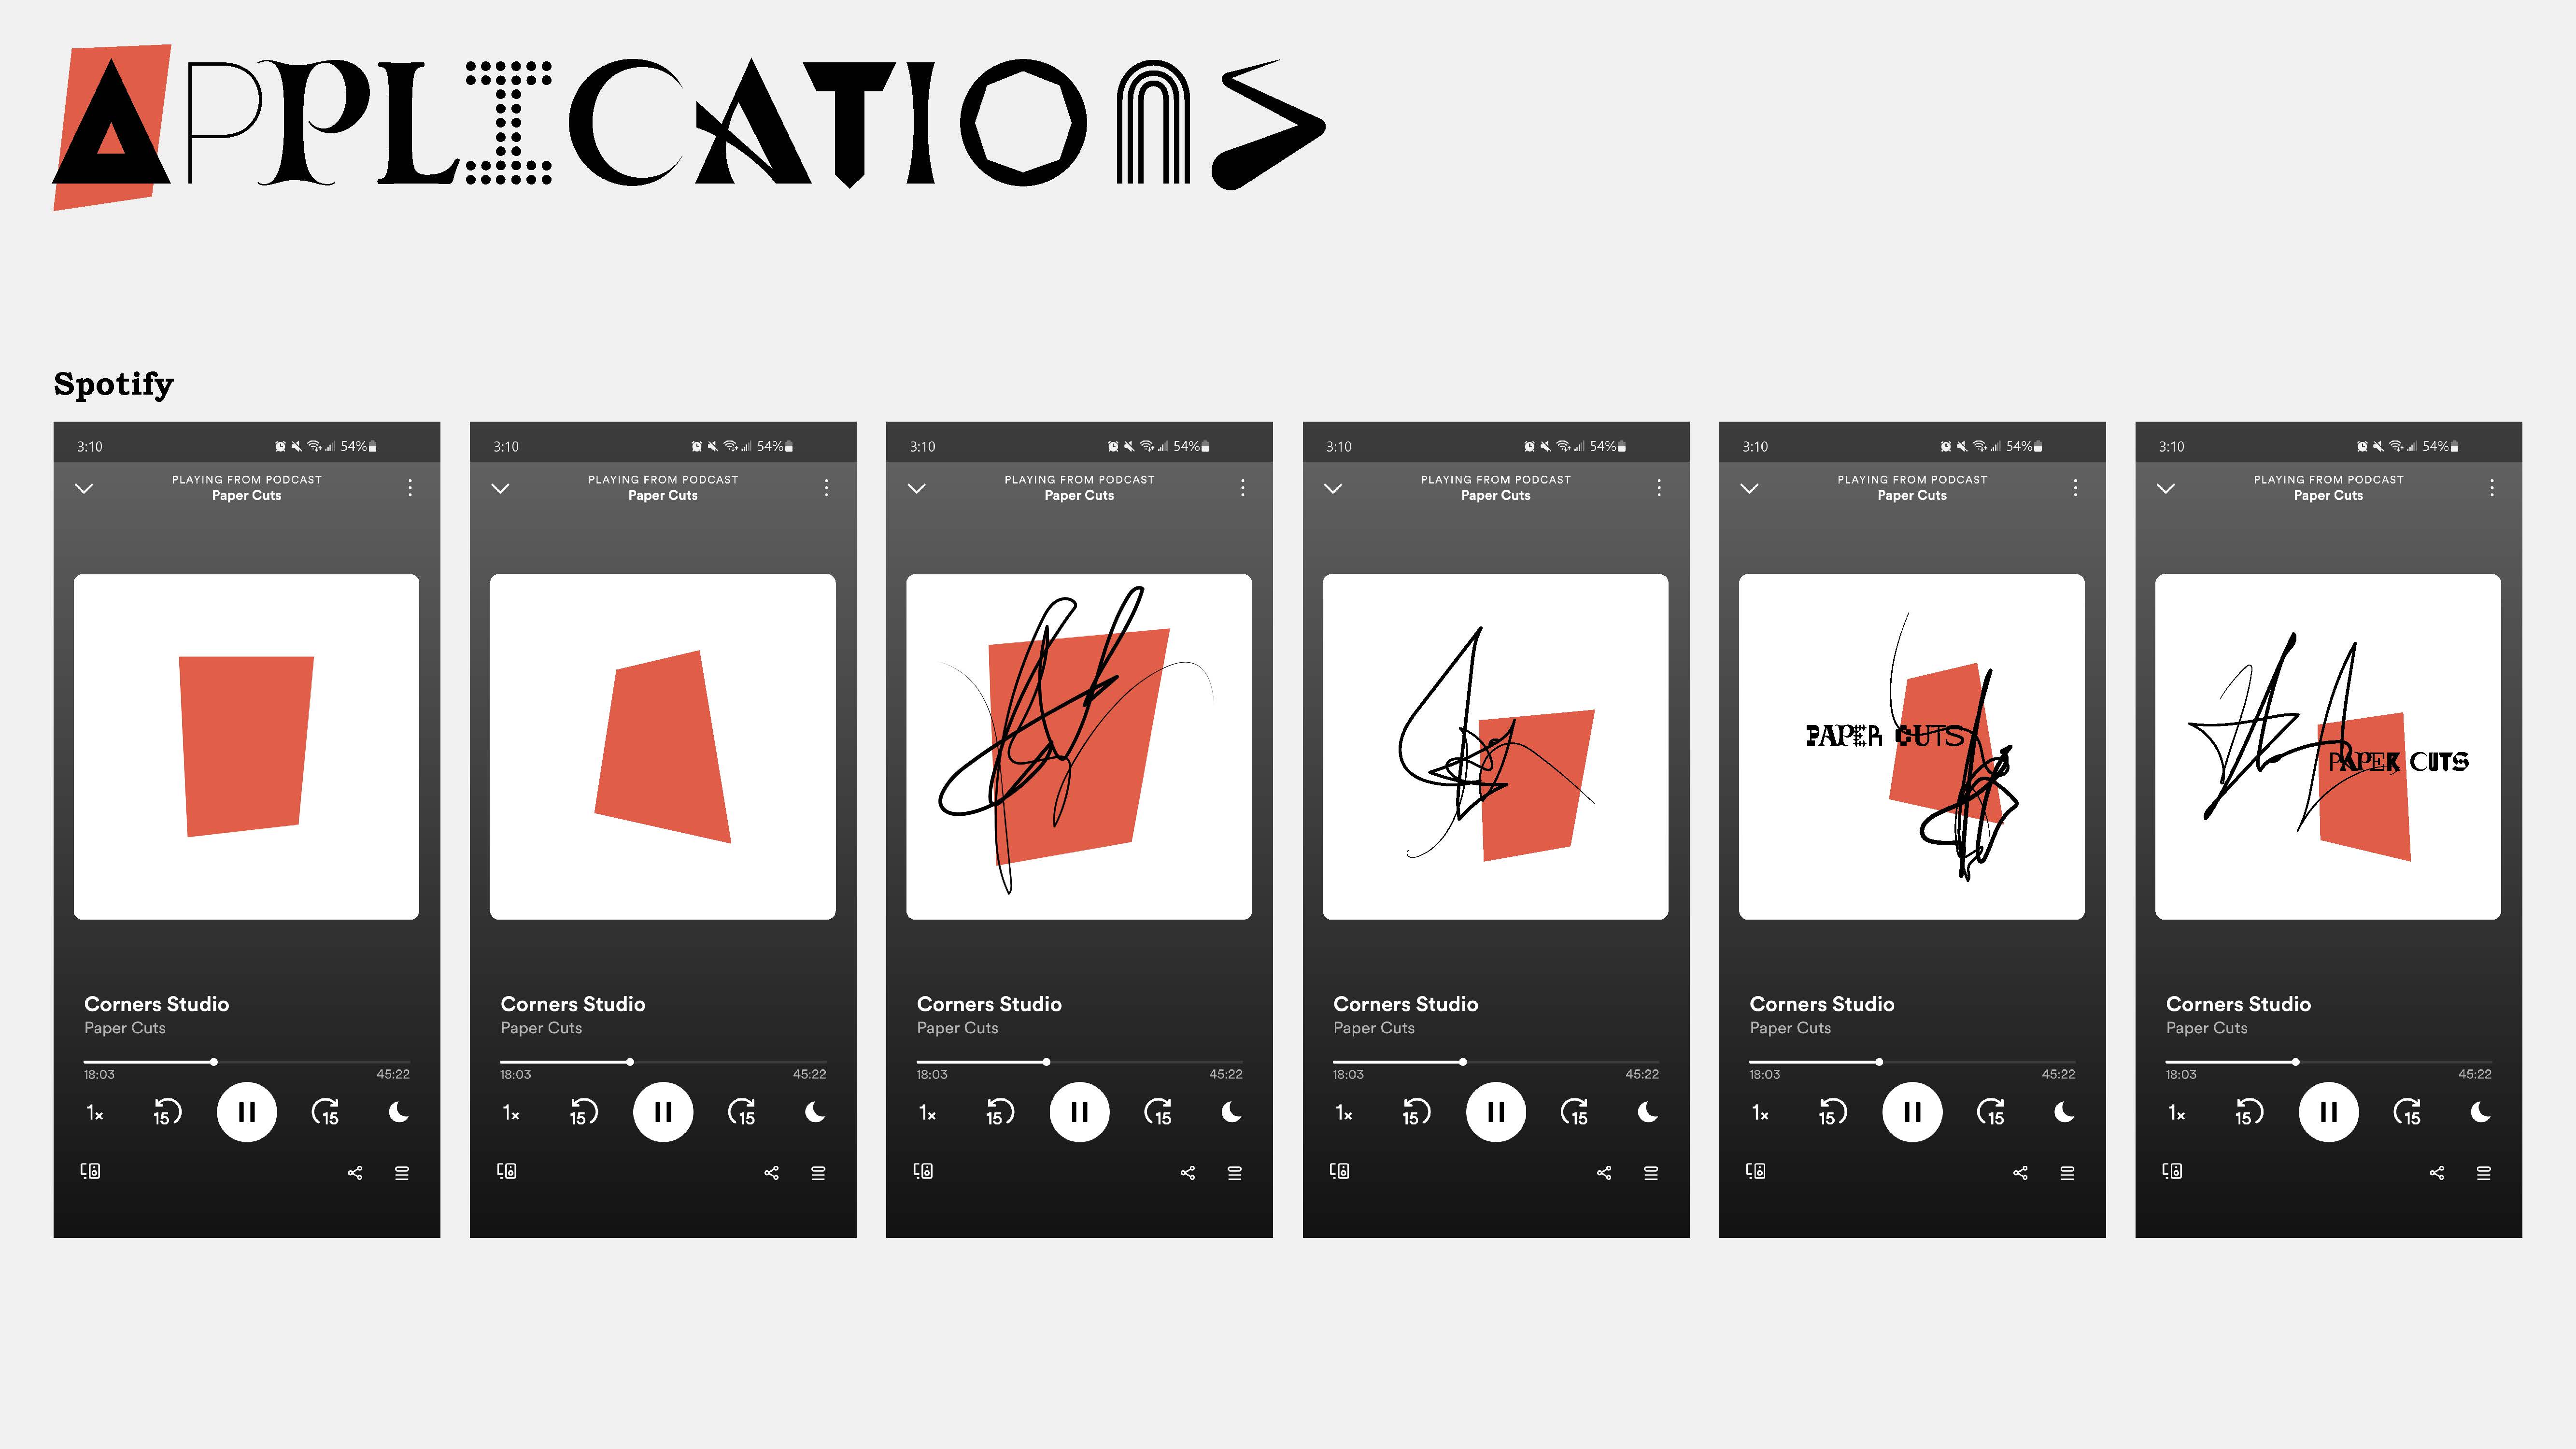 APPLICATIONS
Spotify
3:10 54%
PLAYING FROM PODCAST
Paper Cuts
Corners Studio
Paper Cuts
18:03 45:22
1x 15 15
3:10 54%
PLAYING FROM PODCAST
Paper Cuts
Corners Studio
Paper Cuts
18:03 45:22
1x 15 15
3:10 54%
PLAYING FROM PODCAST
Paper Cuts
Corners Studio
Paper Cuts
18:03 45:22
1x 15 15
3:10 54%
PLAYING FROM PODCAST
Paper Cuts
Corners Studio
Paper Cuts
18:03 45:22
1x 15 15
3:10 54%
PLAYING FROM PODCAST
Paper Cuts
PAPER CUTS
Corners Studio
Paper Cuts
18:03 45:22
1x 15 15
3:10 54%
PLAYING FROM PODCAST
Paper Cuts
PAPER CUTS
Corners Studio
Paper Cuts
18:03 45:22
1x 15 15